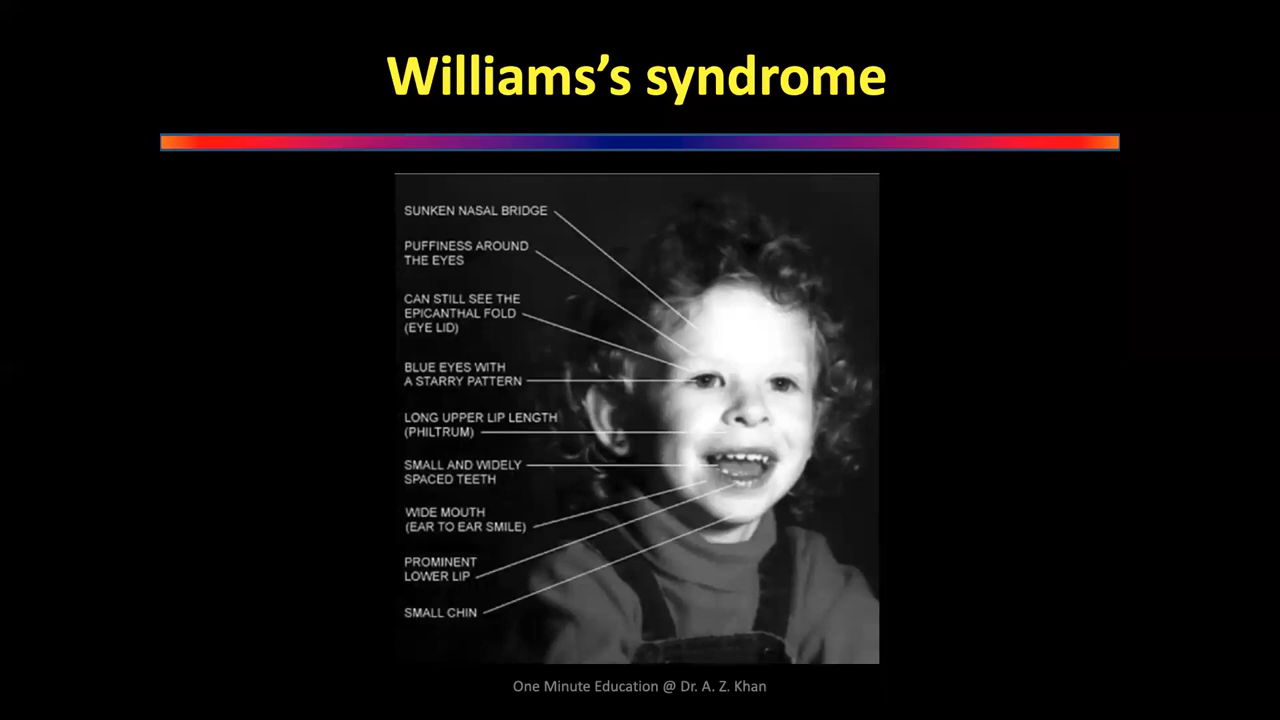 Williams’s syndrome
SUNKEN NASAL BRIDGE
PUFFINESS AROUND
THE EYES
CAN STILL SEE THE
EPICANTHAL FOLD
(EYE LID)
BLUE EYES WITH
A STARRY PATTERN
LONG UPPER LIP LENGTH
(PHILTRUM)
SMALL AND WIDELY
SPACED TEETH
WIDE MOUTH
(EAR TO EAR SMILE)
PROMINENT
LOWER LIP
SMALL CHIN
One Minute Education @ Dr. A. Z. Khan